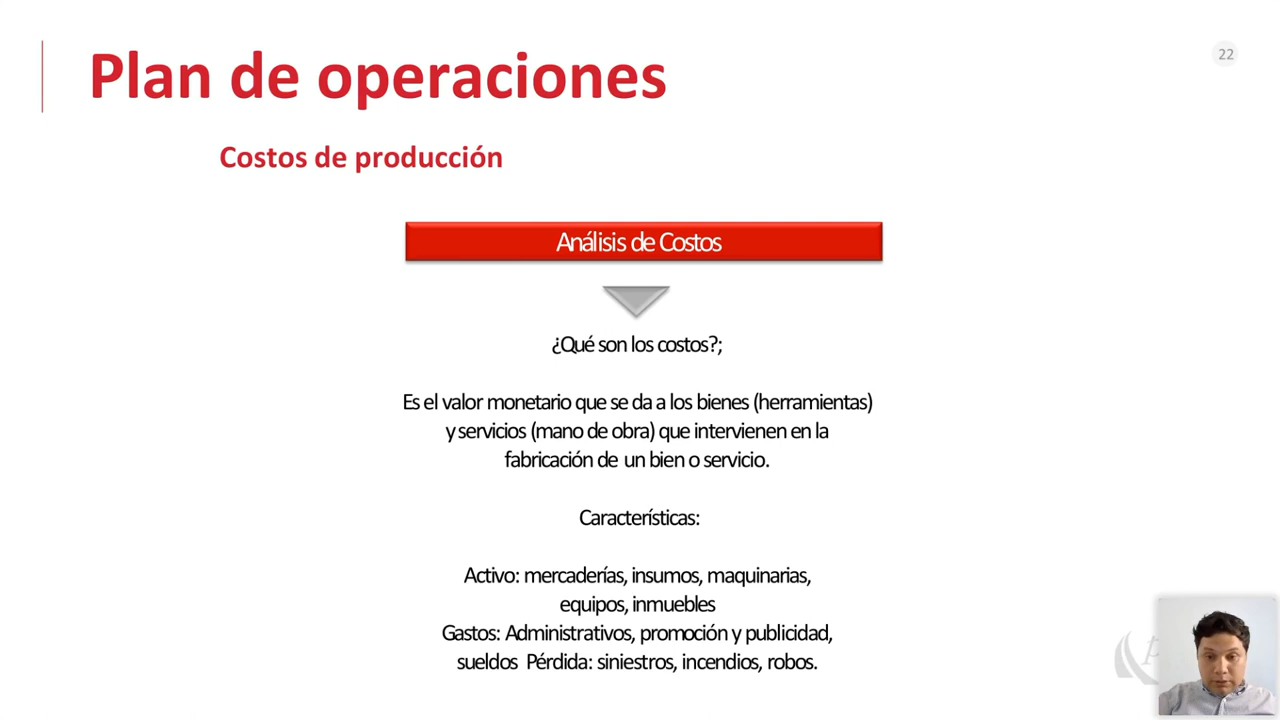 Plan de operaciones
22
Costos de producción
Análisis de Costos
¿Qué son los costos?;
Es el valor monetario que se da a los bienes (herramientas)
y servicios (mano de obra) que intervienen en la
fabricación de un bien o servicio.
Características:
Activo: mercaderías, insumos, maquinarias,
equipos, inmuebles
Gastos: Administrativos, promoción y publicidad,
sueldos Pérdida: siniestros, incendios, robos.